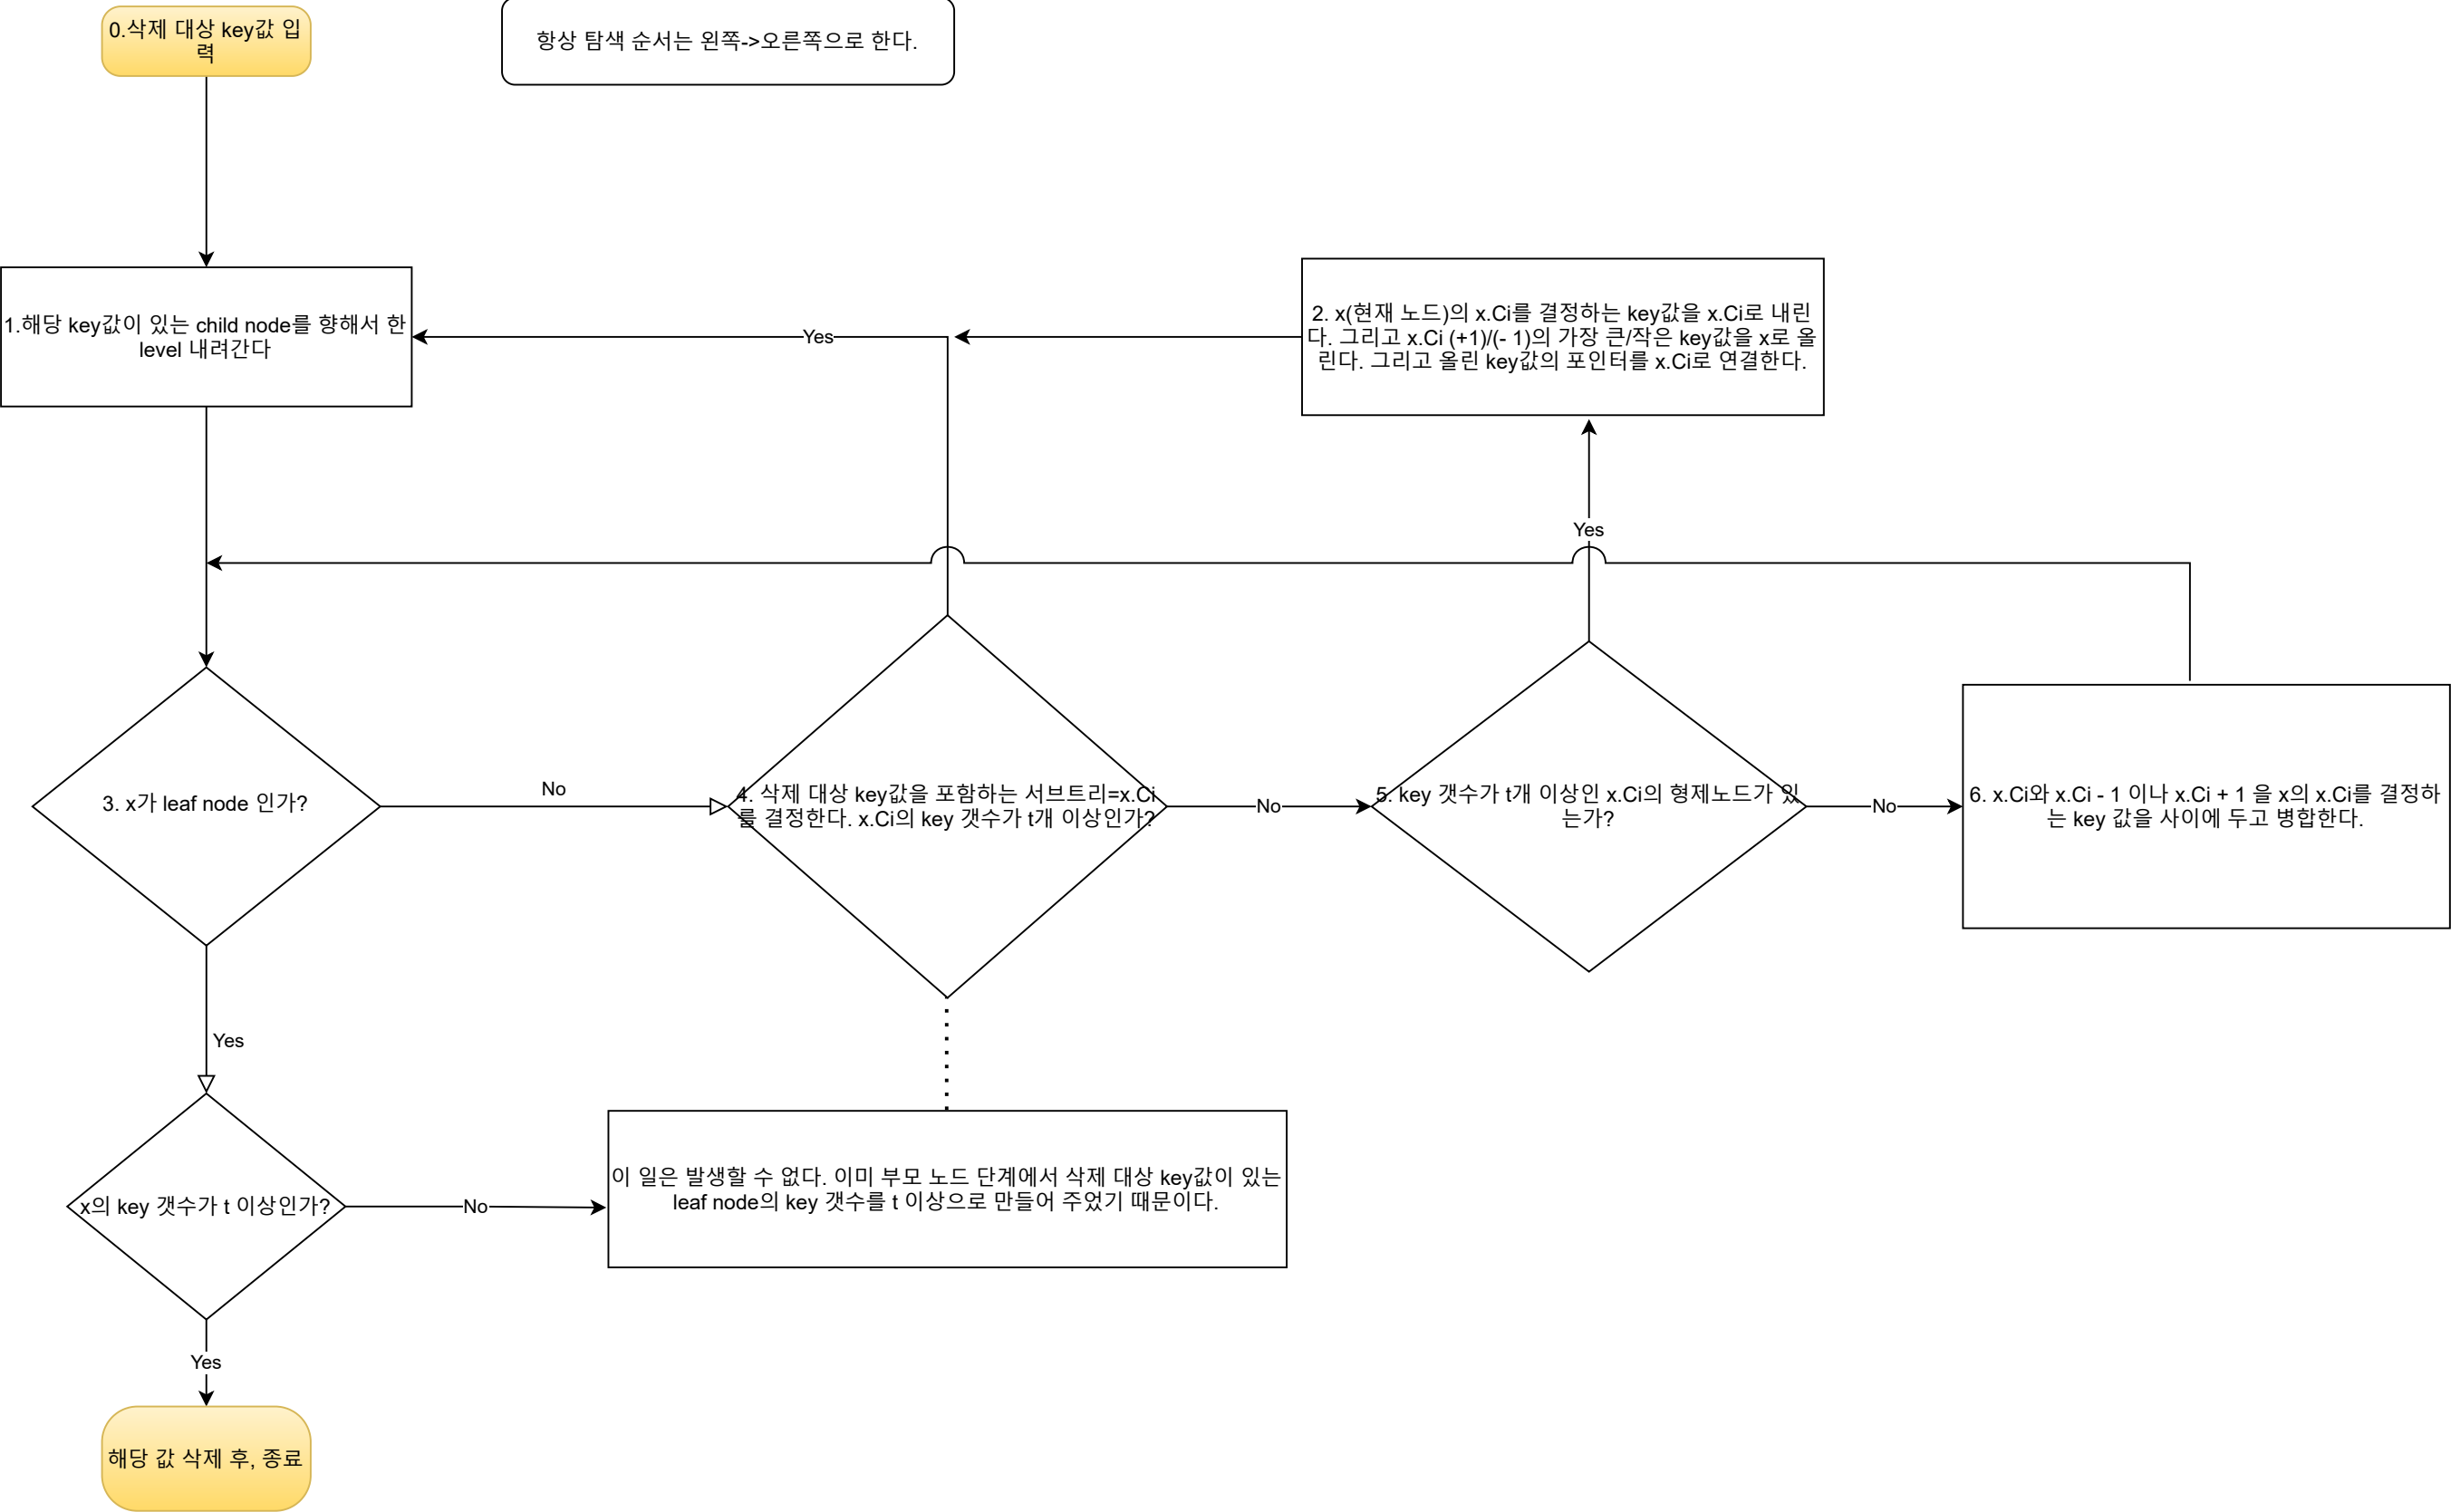 0.삭제 대상 key값 입
력
항상 탐색 순서는 왼쪽->오른쪽으로 한다.
1.해당 key값이 있는 child node를 향해서 한
level 내려간다
Yes
2. x(현재 노드)의 x.Ci를 결정하는 key값을 x.Ci로 내린
다. 그리고 x.Ci (+1)/(- 1)의 가장 큰/작은 key값을 x로 올
린다. 그리고 올린 key값의 포인터를 x.Ci로 연결한다.
Yes
3. x가 leaf node 인가?
No
4. 삭제 대상 key값을 포함하는 서브트리=x.Ci
를 결정한다. x.Ci의 key 갯수가 t개 이상인가?
No
5. key 갯수가 t개 이상인 x.Ci의 형제노드가 있
는가?
No
6. x.Ci와 x.Ci - 1 이나 x.Ci + 1 을 x의 x.Ci를 결정하
는 key 값을 사이에 두고 병합한다.
Yes
x의 key 갯수가 t 이상인가?
No
이 일은 발생할 수 없다. 이미 부모 노드 단계에서 삭제 대상 key값이 있는
leaf node의 key 갯수를 t 이상으로 만들어 주었기 때문이다.
Yes
해당 값 삭제 후, 종료